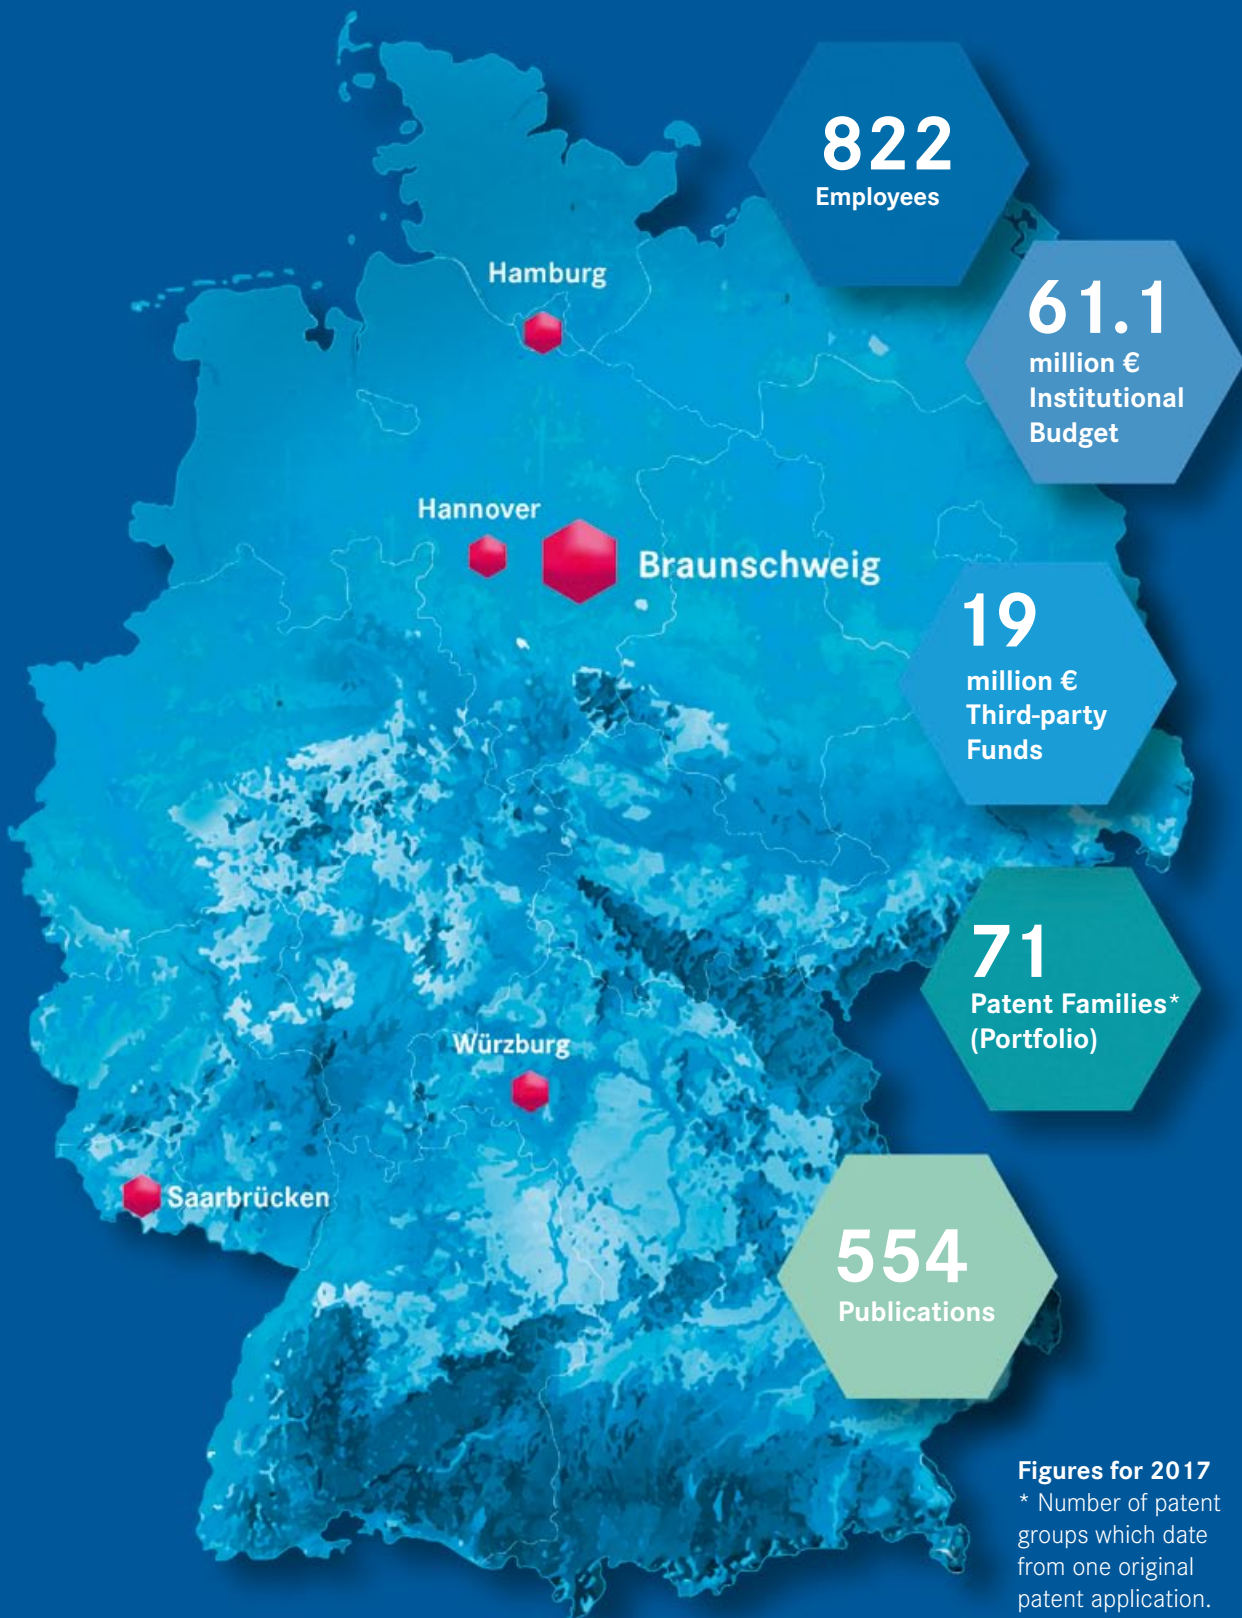 822
Employees
61.1
million €
Institutional
Budget
Hamburg
Hannover
Braunschweig
19
million €
Third-party
Funds
71
Patent Families*
(Portfolio)
Würzburg
Saarbrücken
554
Publications
Figures for 2017
* Number of patent
groups which date
from one original
patent application.